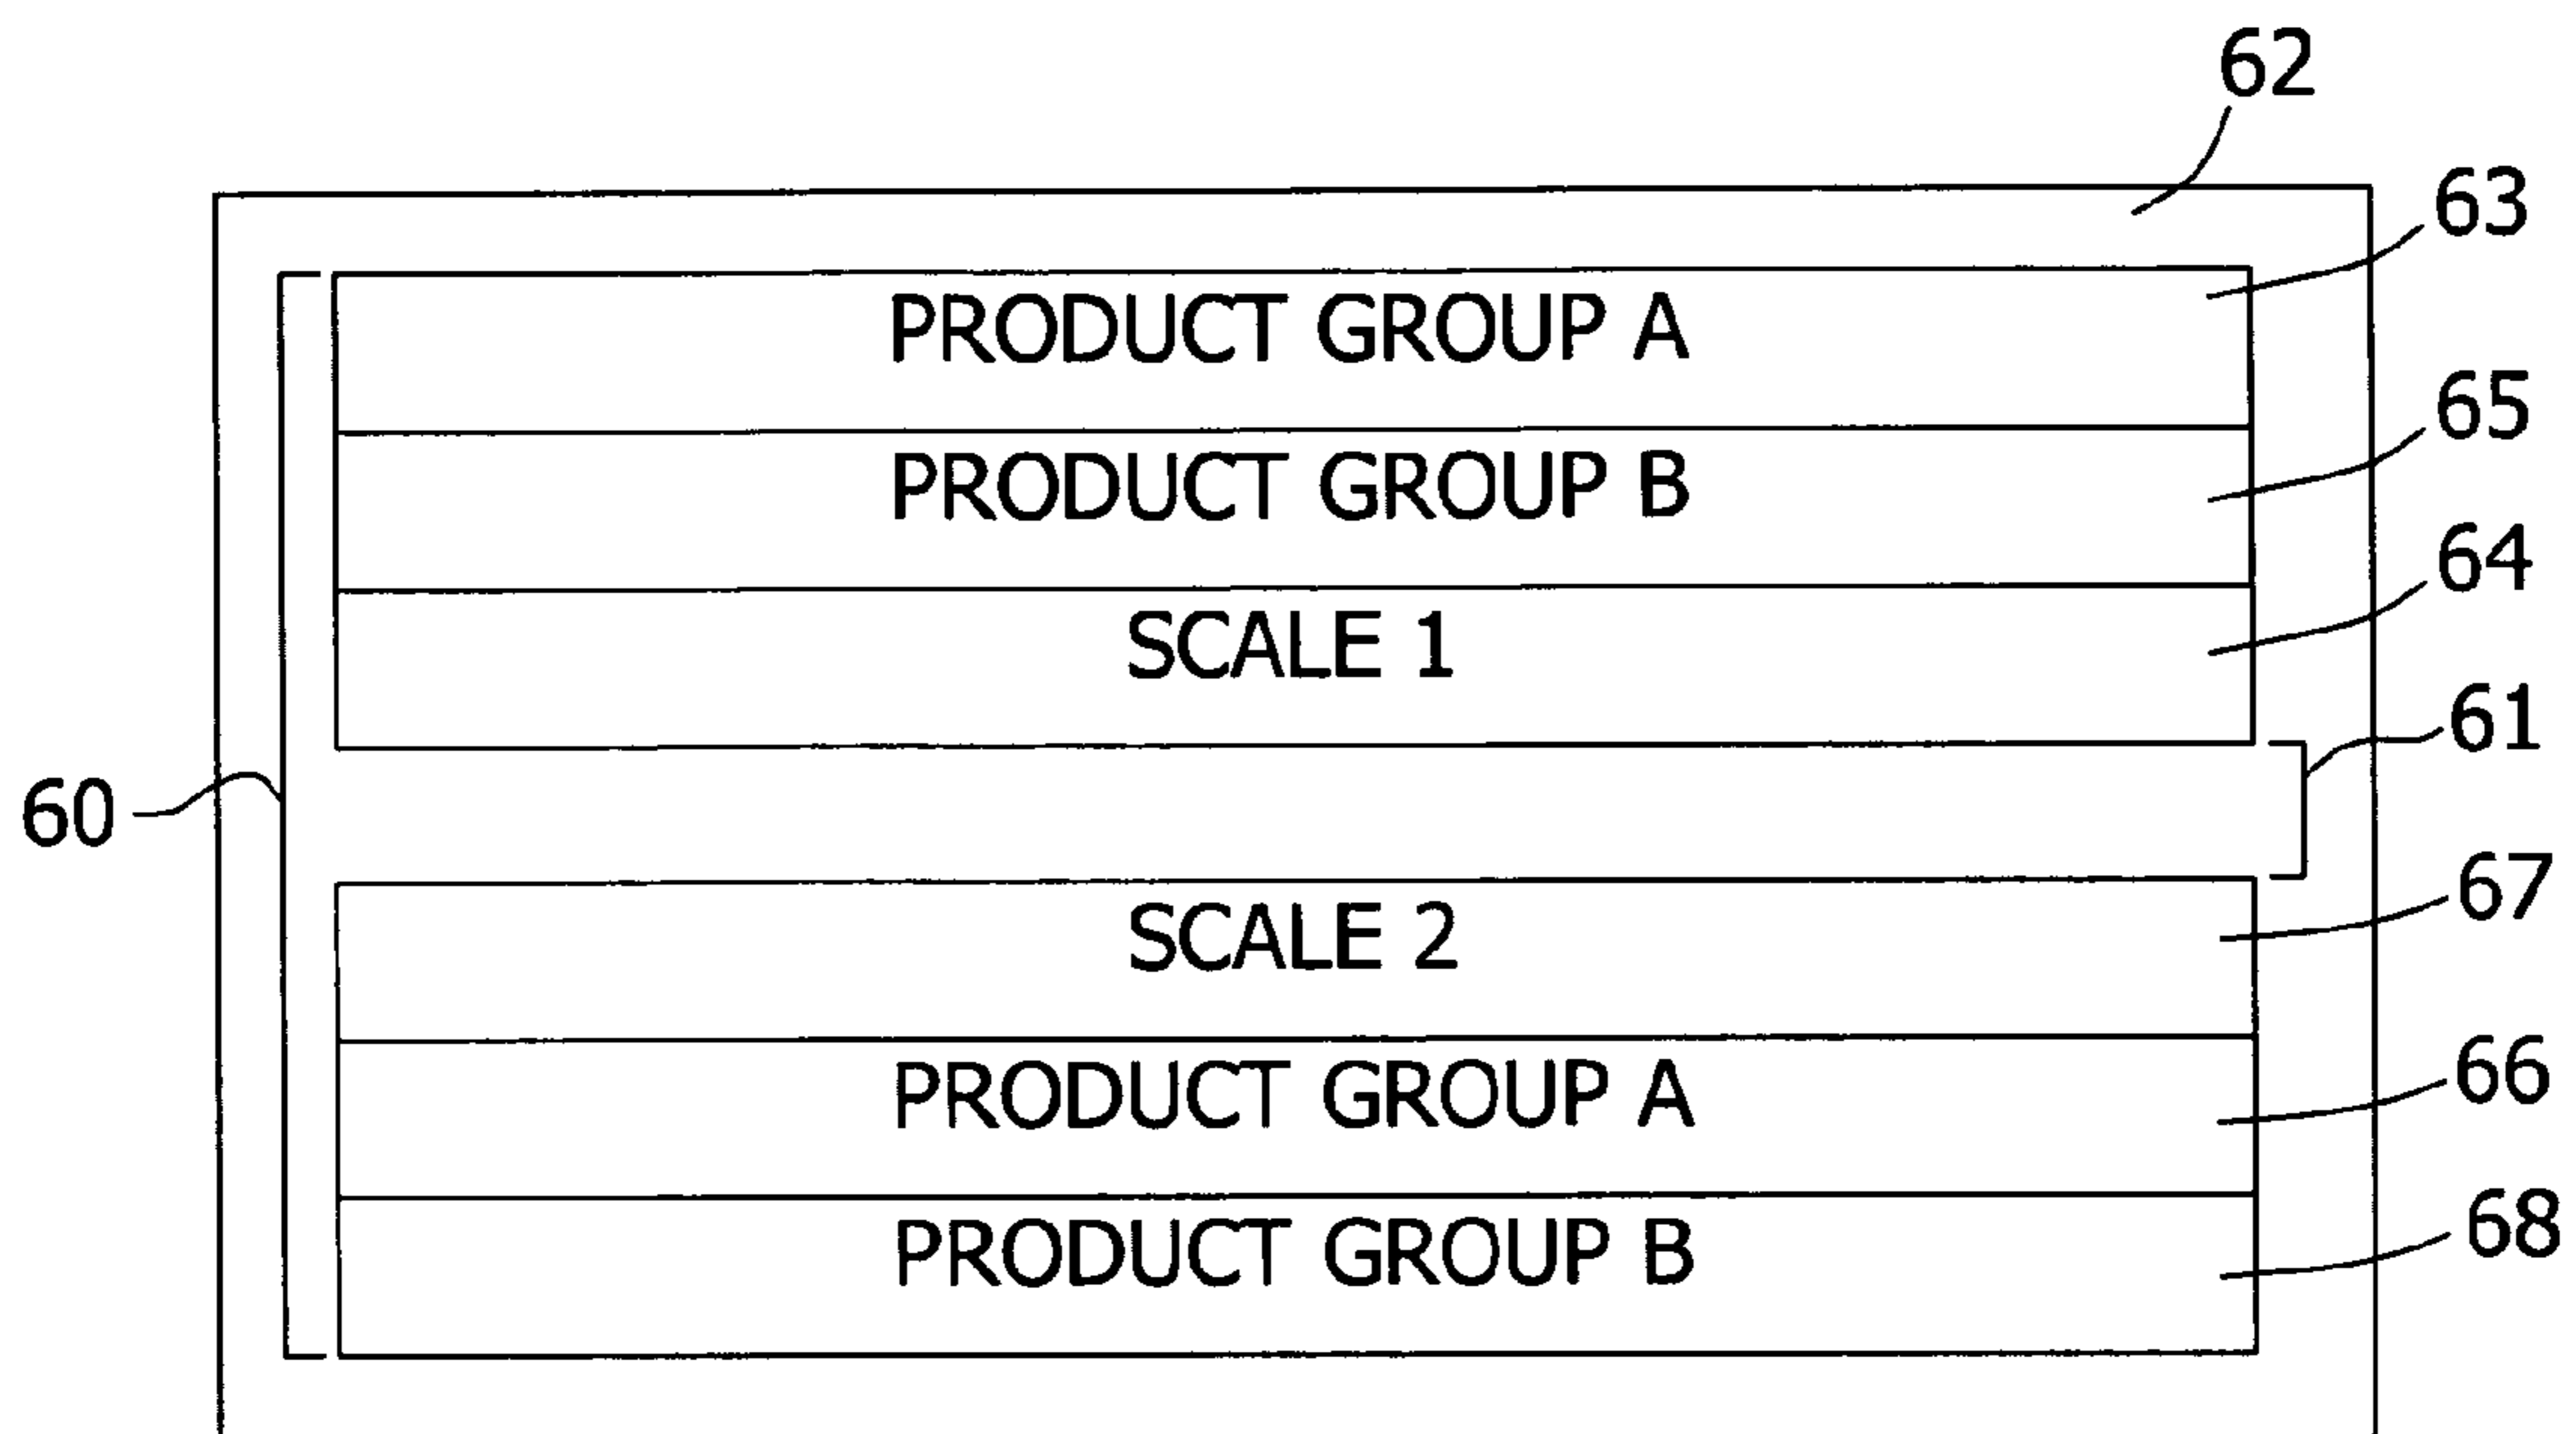 62
63
PRODUCT GROUP A
65
PRODUCT GROUP B
64
SCALE 1
61
60
67
SCALE 2
66
PRODUCT GROUP A
68
PRODUCT GROUP B